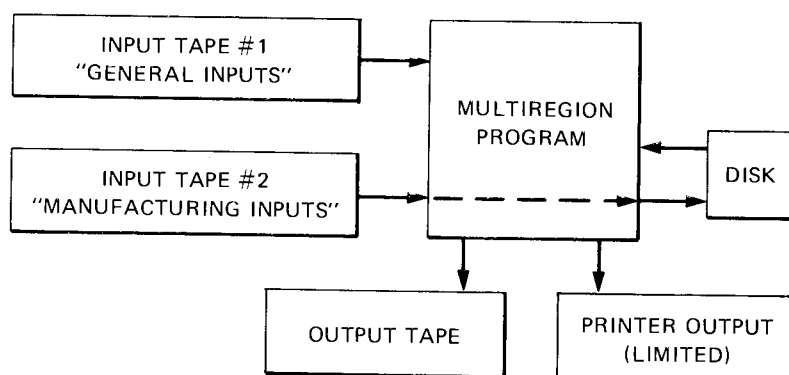 INPUT TAPE #1
"GENERAL INPUTS"
MULTIREGION
PROGRAM
INPUT TAPE #2
"MANUFACTURING INPUTS"
DISK
OUTPUT TAPE
PRINTER OUTPUT
(LIMITED)